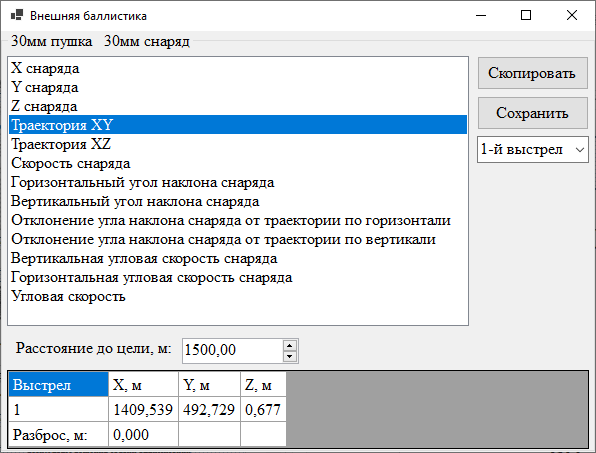 Внешняя баллистика
30мм пушка 30мм снаряд
X снаряда
Y снаряда
Z снаряда
Траектория XY
Траектория XZ
Скорость снаряда
Горизонтальный угол наклона снаряда
Вертикальный угол наклона снаряда
Отклонение угла наклона снаряда от траектории по горизонтали
Отклонение угла наклона снаряда от траектории по вертикали
Вертикальная угловая скорость снаряда
Горизонтальная угловая скорость снаряда
Угловая скорость
Скопировать
Сохранить
1-й выстрел
Расстояние до цели, м: 1500,00
Выстрел X, м Y, м Z, м
1 1409,539 492,729 0,677
Разброс, м: 0,000